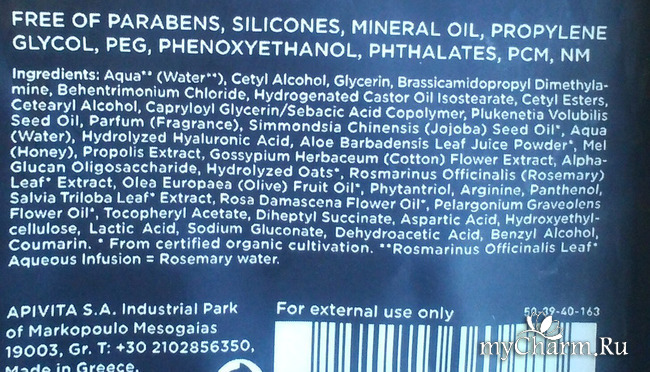 FREE OF PARABENS, SILICONES, MINERAL OIL, PROPYLENE
GLYCOL, PEG, PHENOXYETHANOL, PHTHALATES, PCM, NM
Ingredients: Aqua** (Water**), Cetyl Alcohol, Glycerin, Brassicamidopropyl Dimethyla-
mine, Behentrimonium Chloride, Hydrogenated Castor Oil Isostearate, Cetyl Esters,
Cetearyl Alcohol, Capryloyl Glycerin/Sebacic Acid Copolymer, Plukenetia Volubilis
Seed Oil, Parfum (Fragrance), Simmondsia Chinensis (Jojoba) Seed Oil*, Aqua
(Water), Hydrolyzed Hyaluronic Acid, Aloe Barbadensis Leaf Juice Powder*, Mel
(Honey), Propolis Extract, Gossypium Herbaceum (Cotton) Flower Extract, Alpha-
Glucan Oligosaccharide, Hydrolyzed Oats*, Rosmarinus Officinalis (Rosemary)
Leaf* Extract, Olea Europaea (Olive) Fruit Oil*, Phytantriol, Arginine, Panthenol,
Salvia Triloba Leaf* Extract, Rosa Damascena Flower Oil*, Pelargonium Graveolens
Flower Oil*, Tocopheryl Acetate, Diheptyl Succinate, Aspartic Acid, Hydroxyethyl-
cellulose, Lactic Acid, Sodium Gluconate, Dehydroacetic Acid, Benzyl Alcohol,
Coumarin. * From certified organic cultivation. **Rosmarinus Officinalis Leaf*
Aqueous Infusion = Rosemary water.
APIVITA S.A. Industrial Park
of Markopoulo Mesogaias
19003, Gr. T: +30 2102856350,
Made in Greece.
For external use only
50-39-40-163
myCharm.Ru